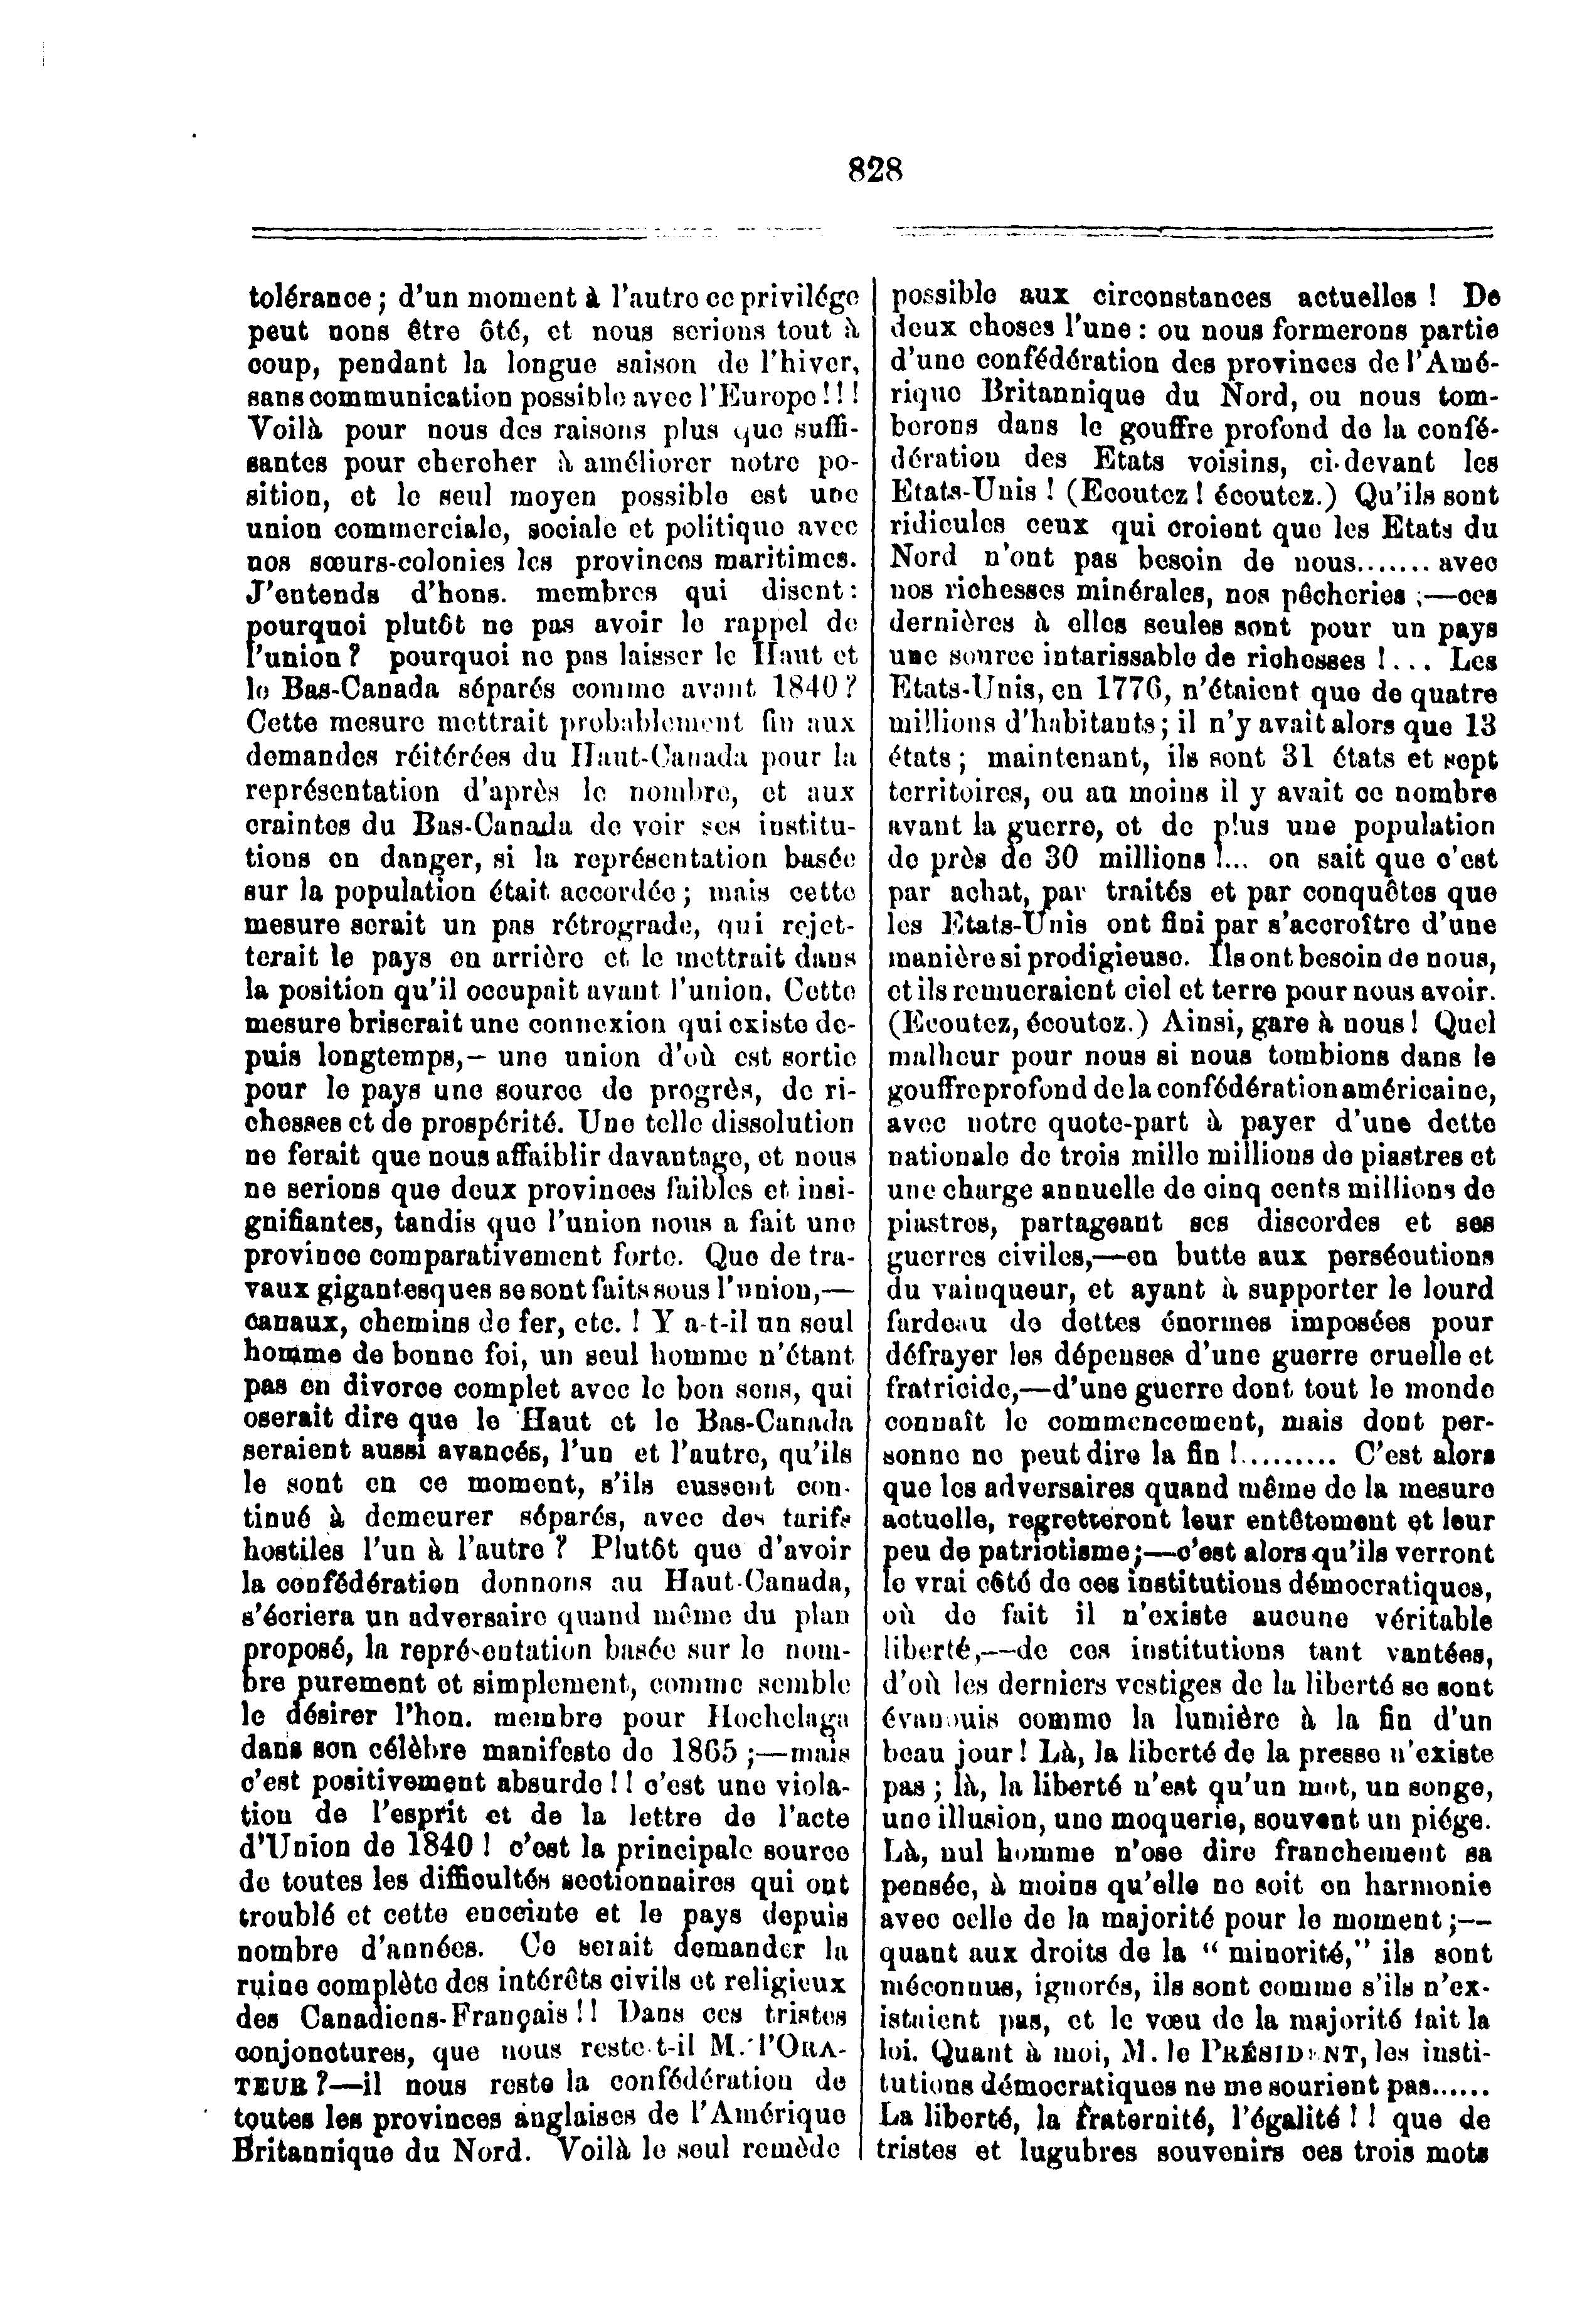 828
tolérance ; d'un moment à l'autre ce privilége
peut nons être ôté, et nous serions tout à
coup, pendant la longue saison de l'hiver,
sans communication possible avec l'Europe ! ! !
Voilà pour nous des raisons plus que suffi-
santes pour chercher à améliorer notre po-
sition, et le seul moyen possible est une
union commerciale, sociale et politique avec
nos sœurs-colonies les provinces maritimes.
J'entends d'hons. membres qui disent :
pourquoi plutôt ne pas avoir le rappel de
l'union ? pourquoi ne pas laisser le Haut et
le Bas-Canada séparés comme avant 1840 ?
Cette mesure mettrait probablement fin aux
demandes réitérées du Haut-Canada pour la
représentation d'après le nombre, et aux
craintes du Bas-Canada de voir ses institu-
tions en danger, si la représentation basée
sur la population était accordée ; mais cette
mesure serait un pas rétrograde, qui rejet-
terait le pays en arrière et le mettrait dans
la position qu'il occupait avant l'union. Cette
mesure briserait une connexion qui existe de-
puis longtemps,— une union d'où est sortie
pour le pays une source de progrès, de ri-
chesses et de prospérité. Une telle dissolution
ne ferait que nous affaiblir davantage, et nous
ne serions que deux provinces faibles et insi-
gnifiantes, tandis que l'union nous a fait une
province comparativement forte. Que de tra-
vaux gigantesques se sont faits sous l'union,—
canaux, chemins de fer, etc. ! Y a-t-il un seul
homme de bonne foi, un seul homme n'étant
pas en divorce complet avec le bon sens, qui
oserait dire que le Haut et le Bas-Canada
seraient aussi avancés, l'un et l'autre, qu'ils
le sont en ce moment, s'ils eussent con-
tinué à demeurer séparés, avec des tarifs
hostiles l'un à l'autre ? Plutôt que d'avoir
la confédération donnons au Haut-Canada,
s'écriera un adversaire quand même du plan
proposé, la représentation basée sur le nom-
bre purement et simplement, comme semble
le désirer l'hon. membre pour Hochelaga
dans son célèbre manifeste de 1865 ;—mais
c'est positivement absurde ! ! c'est une viola-
tion de l'esprit et de la lettre de l'acte
d'Union de 1840 ! c'est la principale source
de toutes les difficultés sectionnaires qui ont
troublé et cette enceinte et le pays depuis
nombre d'années. Ce serait demander la
ruine complète des intérêts civils et religieux
des Canadiens-Français ! ! Dans ces tristes
conjonctures, que nous reste-t-il M. l'ORA-
TEUR ?—il nous reste la confédération de
toutes les provinces anglaises de l'Amérique
Britannique du Nord. Voilà le seul remède
possible aux circonstances actuelles ! De
deux choses l'une : ou nous formerons partie
d'une confédération des provinces de l'Amé-
rique Britannique du Nord, ou nous tom-
berons dans le gouffre profond de la confé-
dération des Etats voisins, ci-devant les
Etats-Unis ! (Ecoutez ! écoutez.) Qu'ils sont
ridicules ceux qui croient que les Etats du
Nord n'ont pas besoin de nous....... avec
nos richesses minérales, nos pêcheries ;—ces
dernières à elles seules sont pour un pays
une source intarissable de richesses !... Les
Etats-Unis, en 1776, n'étaient que de quatre
millions d'habitants ; il n'y avait alors que 13
états ; maintenant, ils sont 31 états et sept
territoires, ou au moins il y avait ce nombre
avant la guerre, et de plus une population
de près de 30 millions !... on sait que c'est
par achat, par traités et par conquêtes que
les Etats-Unis ont fini par s'accroître d'une
manière si prodigieuse. Ils ont besoin de nous,
et ils remueraient ciel et terre pour nous avoir.
(Ecoutez, écoutez.) Ainsi, gare à nous ! Quel
malheur pour nous si nous tombions dans le
gouffre profond de la confédération américaine,
avec notre quote-part à payer d'une dette
nationale de trois mille millions de piastres et
une charge annuelle de cinq cents millions de
piastres, partageant ses discordes et ses
guerres civiles,—en butte aux persécutions
du vainqueur, et ayant à supporter le lourd
fardeau de dettes énormes imposées pour
défrayer les dépenses d'une guerre cruelle et
fratricide,—d'une guerre dont tout le monde
connaît le commencement, mais dont per-
sonne ne peut dire la fin !......... C'est alors
que les adversaires quand même de la mesure
actuelle, regretteront leur entêtement et leur
peu de patriotisme ;—c'est alors qu'ils verront
le vrai côté de ces institutions démocratiques,
où de fait il n'existe aucune véritable
liberté,—de ces institutions tant vantées,
d'où les derniers vestiges de la liberté se sont
évanouis comme la lumière à la fin d'un
beau jour ! Là, la liberté de la presse n'existe
pas ; là, la liberté n'est qu'un mot, un songe,
une illusion, une moquerie, souvent un piége.
Là, nul homme n'ose dire franchement sa
pensée, à moins qu'elle ne soit en harmonie
avec celle de la majorité pour le moment ;—
quant aux droits de la " minorité," ils sont
méconnus, ignorés, ils sont comme s'ils n'ex-
istaient pas, et le vœu de la majorité fait la
loi. Quant à moi, M. le PRÉSIDENT, les insti-
tutions démocratiques ne me sourient pas......
La liberté, la fraternité, l'égalité ! ! que de
tristes et lugubres souvenirs ces trois mots